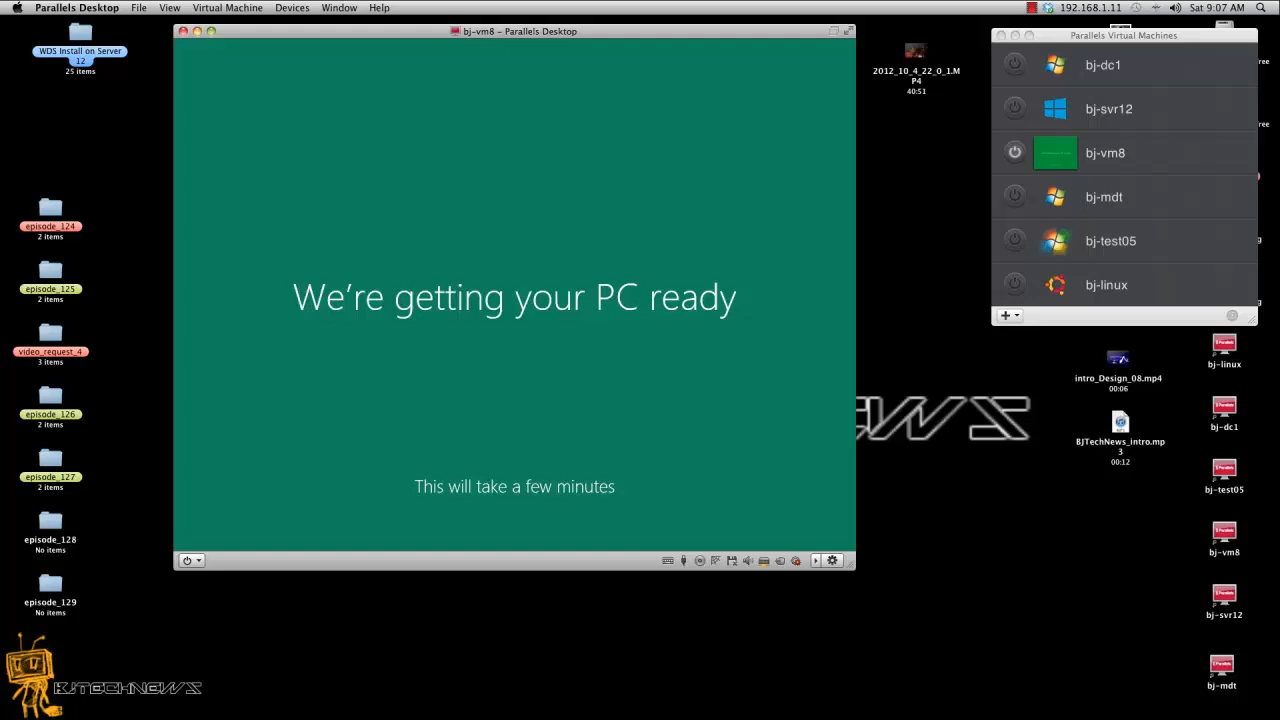 Parallels Desktop File View Virtual Machine Devices Window Help 192.168.1.11 Sat 9:07 AM
WDS Install on Server
12
25 items
episode_124
2 items
episode_125
2 items
video_request_4
3 items
episode_126
2 items
episode_127
2 items
episode_128
No items
episode_129
No items
BJTECHNEWS
bj-vm8 – Parallels Desktop
We're getting your PC ready
This will take a few minutes
2012_10_4_22_0_1.M
P4
40:51
Parallels Virtual Machines
bj-dc1
bj-svr12
bj-vm8
bj-mdt
bj-test05
bj-linux
ree
ree
intro_Design_08.mp4
00:06
BJTechNews_intro.mp
3
00:12
bj-linux
bj-dc1
bj-test05
bj-vm8
bj-svr12
bj-mdt